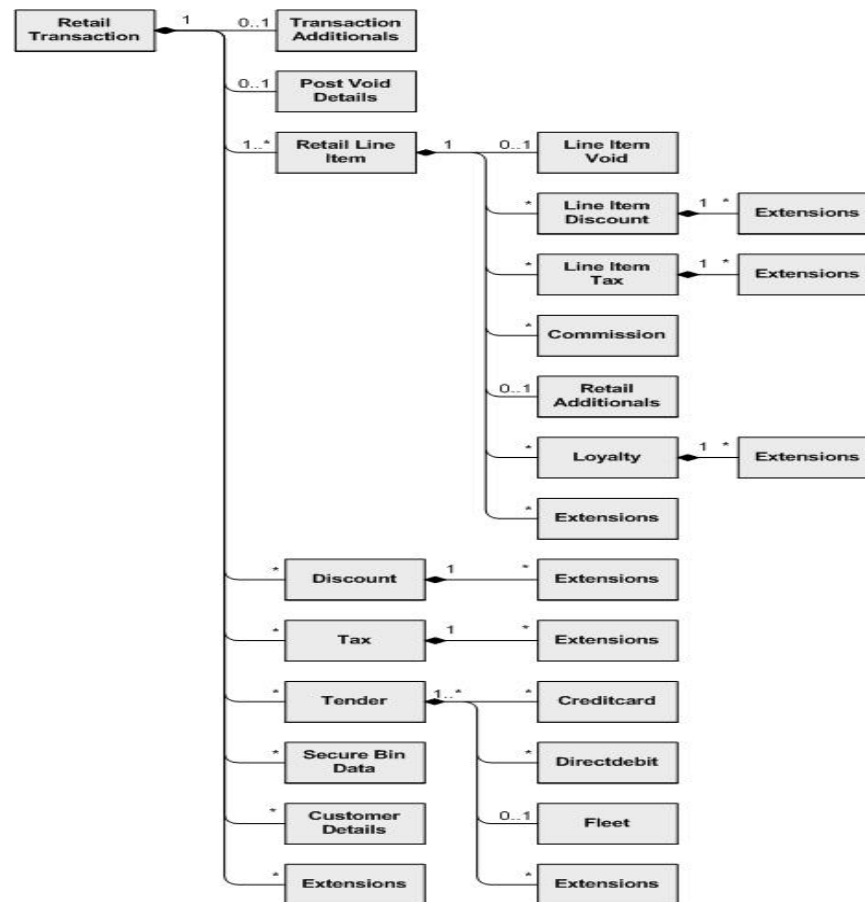 Retail
Transaction
1
0..1
Transaction
Additionals
0..1
Post Void
Details
1..*
Retail Line
Item
1
0..1
Line Item
Void
*
Line Item
Discount
1
*
Extensions
*
Line Item
Tax
1
*
Extensions
*
Commission
0..1
Retail
Additionals
*
Loyalty
1
*
Extensions
*
Extensions
*
Discount
1
*
Extensions
*
Tax
1
*
Extensions
*
Tender
1..*
*
Creditcard
*
Secure Bin
Data
*
Directdebit
*
Customer
Details
0..1
Fleet
*
Extensions
*
Extensions